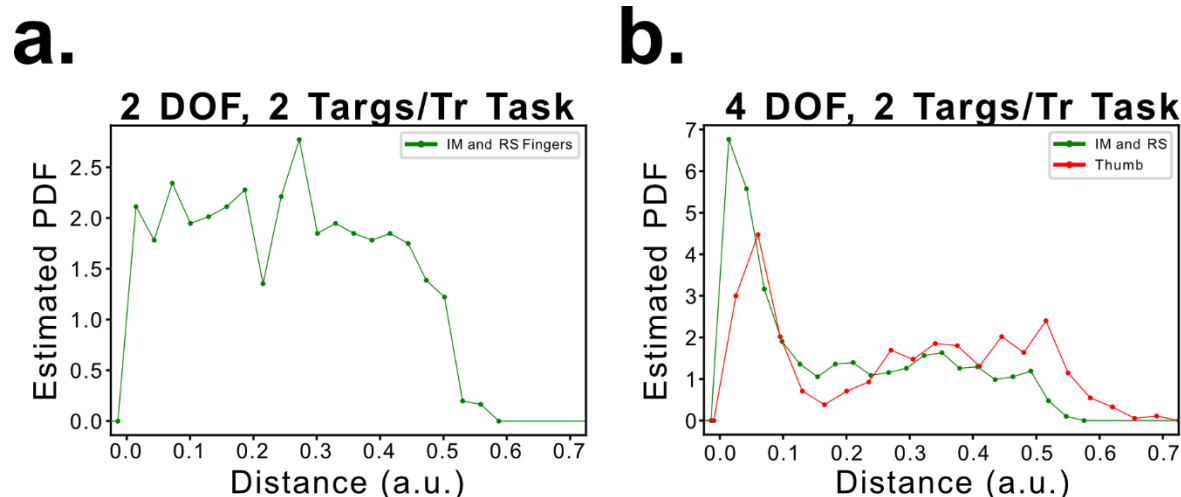 a.
2 DOF, 2 Targs/Tr Task
IM and RS Fingers
Estimated PDF
2.5
2.0
1.5
1.0
0.5
0.0
0.0 0.1 0.2 0.3 0.4 0.5 0.6 0.7
Distance (a.u.)
b.
4 DOF, 2 Targs/Tr Task
IM and RS
Thumb
Estimated PDF
7
6
5
4
3
2
1
0
0.0 0.1 0.2 0.3 0.4 0.5 0.6 0.7
Distance (a.u.)